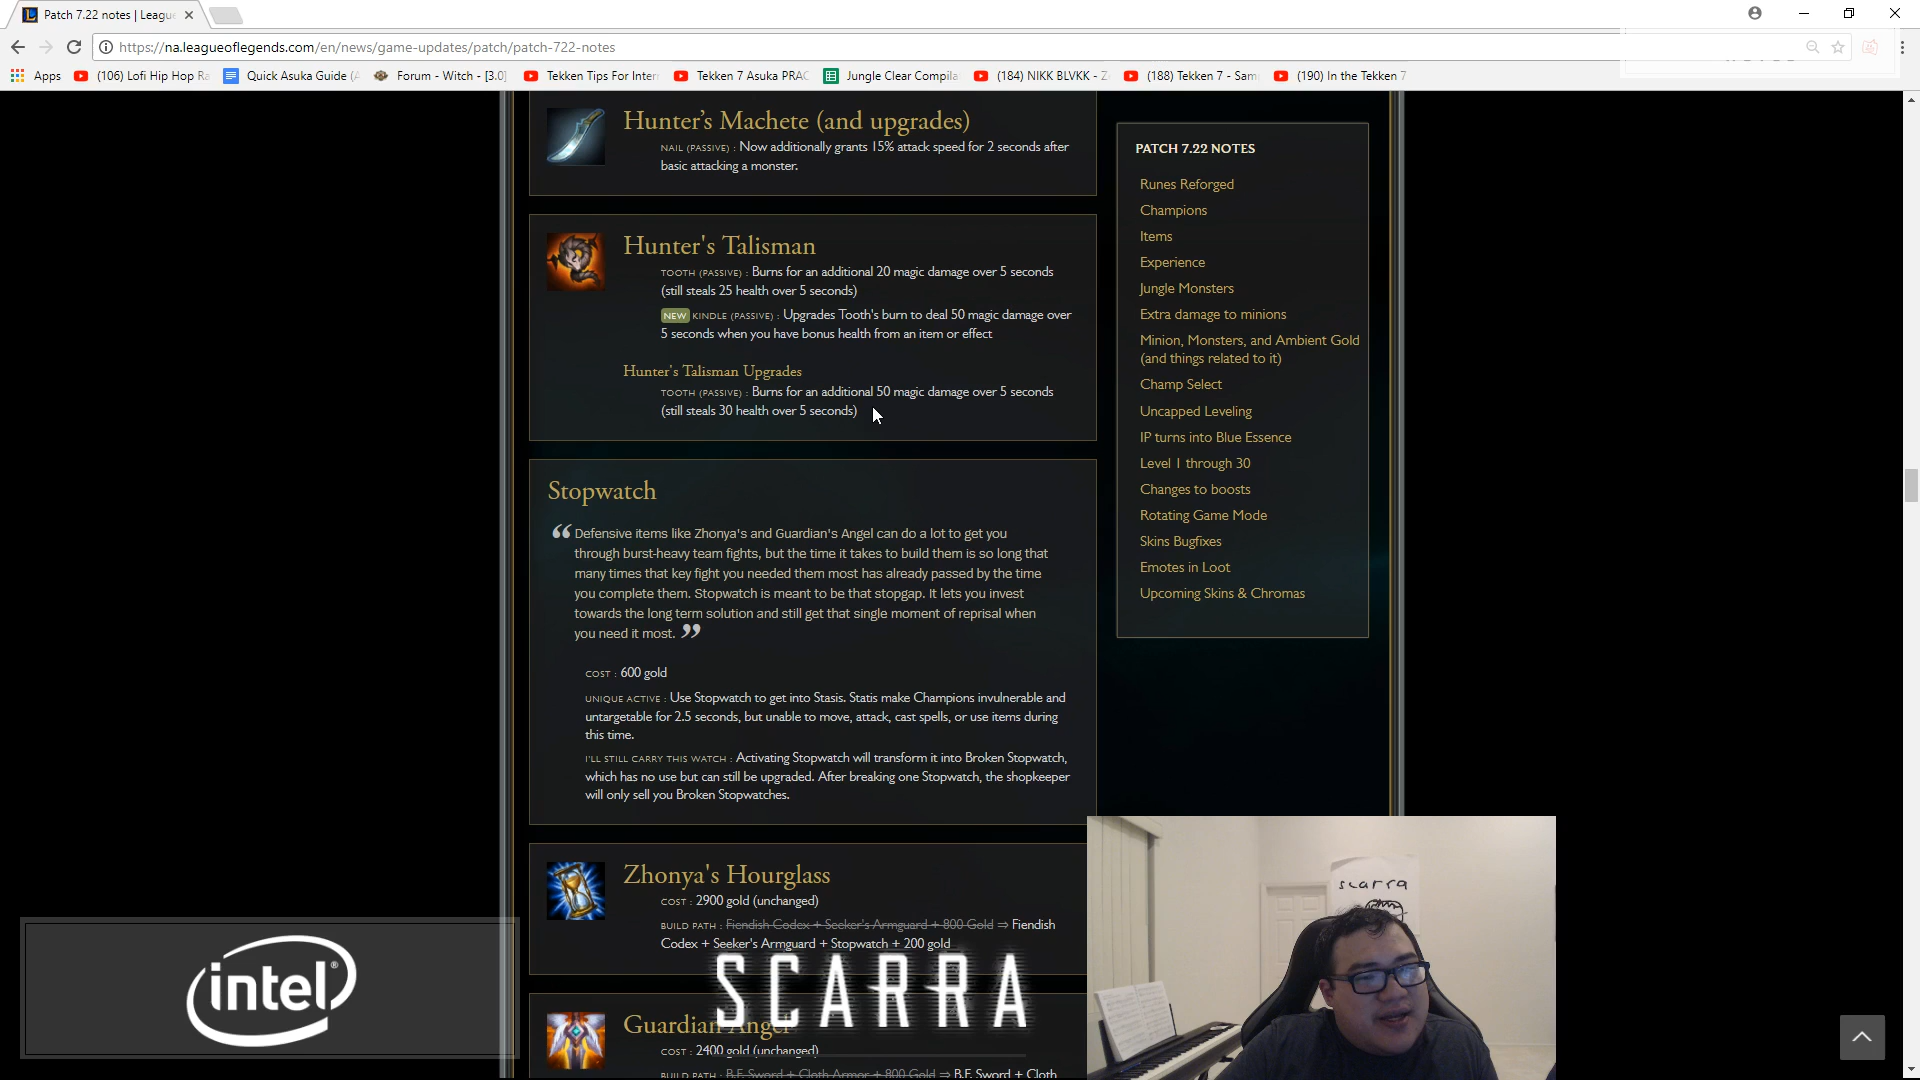 Patch 7.22 notes | Leagu
https://na.leagueoflegends.com/en/news/game-updates/patch/patch-722-notes
Apps
(106) Lofi Hip Hop Ra
Quick Asuka Guide (A
Forum - Witch - [3.0]
Tekken Tips For Inter
Tekken 7 Asuka PRAC
Jungle Clear Compila
(184) NIKK BLVKK - Z
(188) Tekken 7 - Sam
(190) In the Tekken 7
Hunter's Machete (and upgrades)
NAIL (PASSIVE) : Now additionally grants 15% attack speed for 2 seconds after
basic attacking a monster.
Hunter's Talisman
TOOTH (PASSIVE) : Burns for an additional 20 magic damage over 5 seconds
(still steals 25 health over 5 seconds)
NEW KINDLE (PASSIVE) : Upgrades Tooth's burn to deal 50 magic damage over
5 seconds when you have bonus health from an item or effect
Hunter's Talisman Upgrades
TOOTH (PASSIVE) : Burns for an additional 50 magic damage over 5 seconds
(still steals 30 health over 5 seconds)
Stopwatch
“ Defensive items like Zhonya's and Guardian's Angel can do a lot to get you
through burst-heavy team fights, but the time it takes to build them is so long that
many times that key fight you needed them most has already passed by the time
you complete them. Stopwatch is meant to be that stopgap. It lets you invest
towards the long term solution and still get that single moment of reprisal when
you need it most. ”
COST : 600 gold
UNIQUE ACTIVE : Use Stopwatch to get into Stasis. Statis make Champions invulnerable and
untargetable for 2.5 seconds, but unable to move, attack, cast spells, or use items during
this time.
I'LL STILL CARRY THIS WATCH : Activating Stopwatch will transform it into Broken Stopwatch,
which has no use but can still be upgraded. After breaking one Stopwatch, the shopkeeper
will only sell you Broken Stopwatches.
Zhonya's Hourglass
COST : 2900 gold (unchanged)
BUILD PATH : Fiendish Codex + Seeker's Armguard + 800 Gold ⇒ Fiendish
Codex + Seeker's Armguard + Stopwatch + 200 gold
Guardian Angel
COST : 2400 gold (unchanged)
BUILD PATH : B.F. Sword + Cloth Armor + 800 Gold ⇒ B.F. Sword + Cloth
PATCH 7.22 NOTES
Runes Reforged
Champions
Items
Experience
Jungle Monsters
Extra damage to minions
Minion, Monsters, and Ambient Gold
(and things related to it)
Champ Select
Uncapped Leveling
IP turns into Blue Essence
Level 1 through 30
Changes to boosts
Rotating Game Mode
Skins Bugfixes
Emotes in Loot
Upcoming Skins & Chromas
intel®
SCARRA
scarra